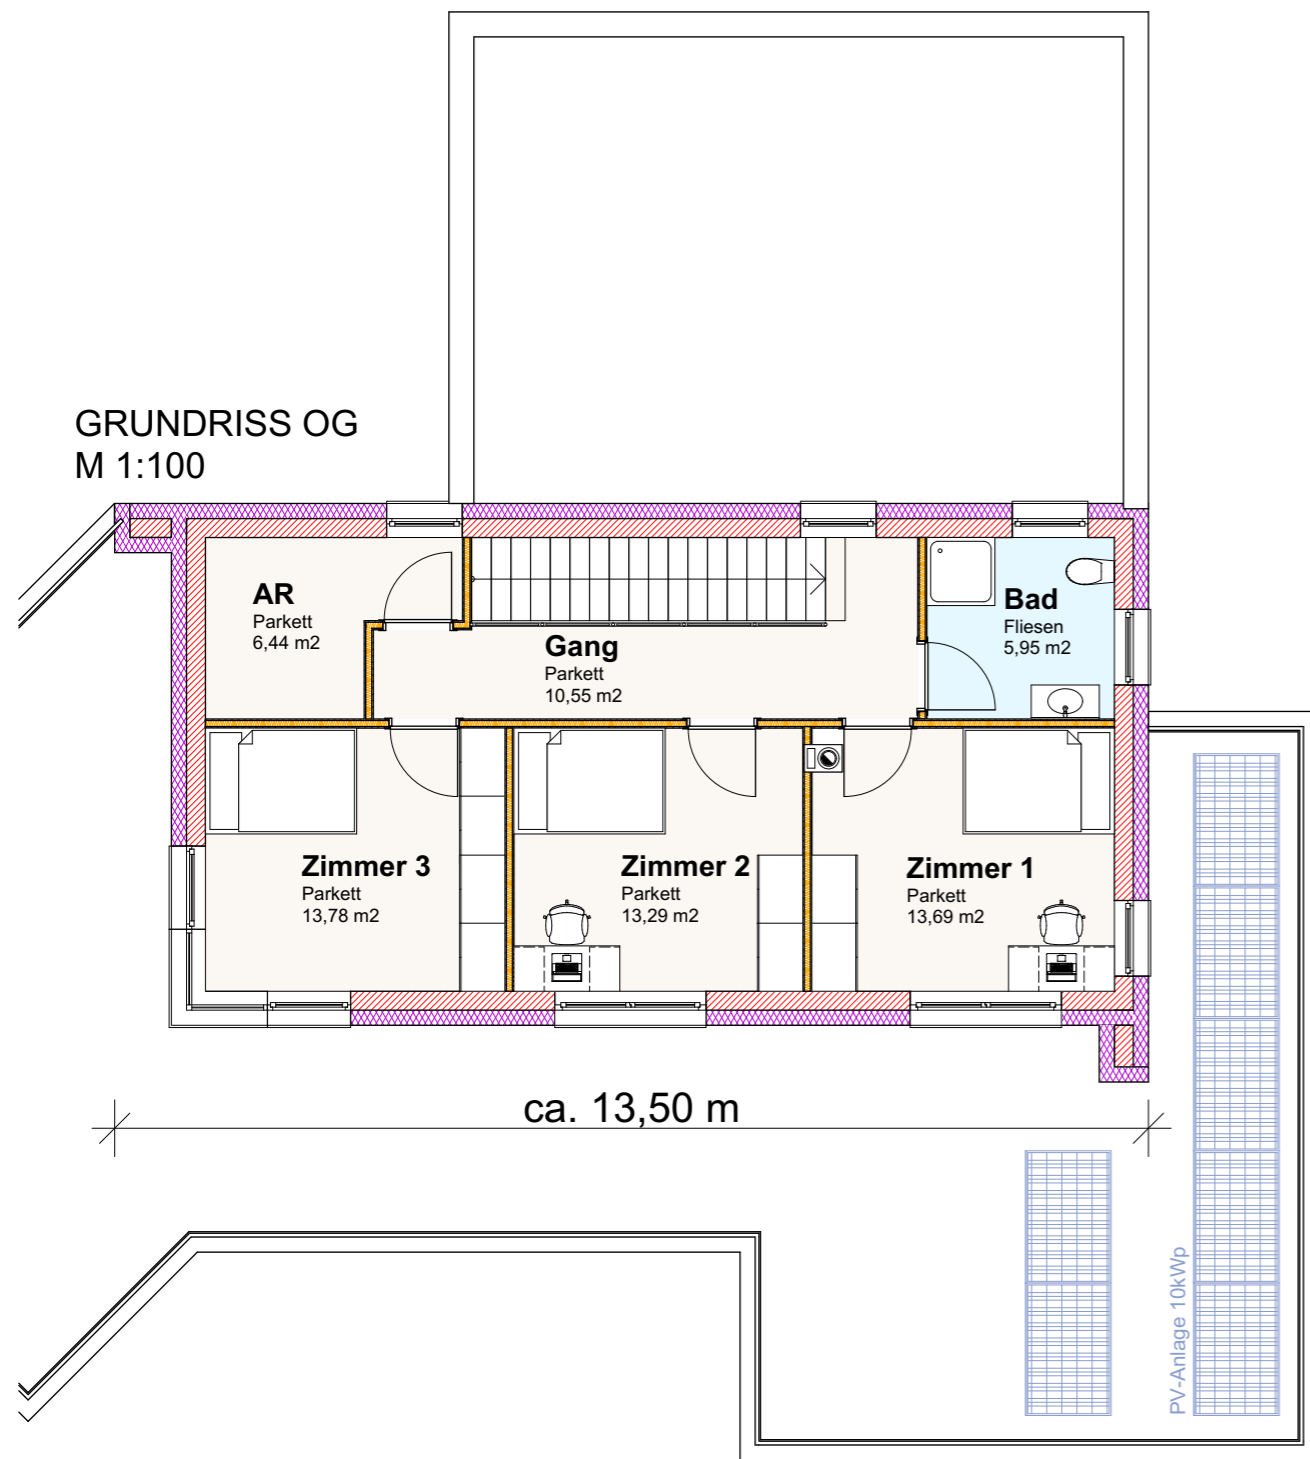 GRUNDRISS OG
M 1:100
AR
Parkett
6,44 m2
Gang
Parkett
10,55 m2
Bad
Fliesen
5,95 m2
Zimmer 3
Parkett
13,78 m2
Zimmer 2
Parkett
13,29 m2
Zimmer 1
Parkett
13,69 m2
ca. 13,50 m
PV-Anlage 10kWp